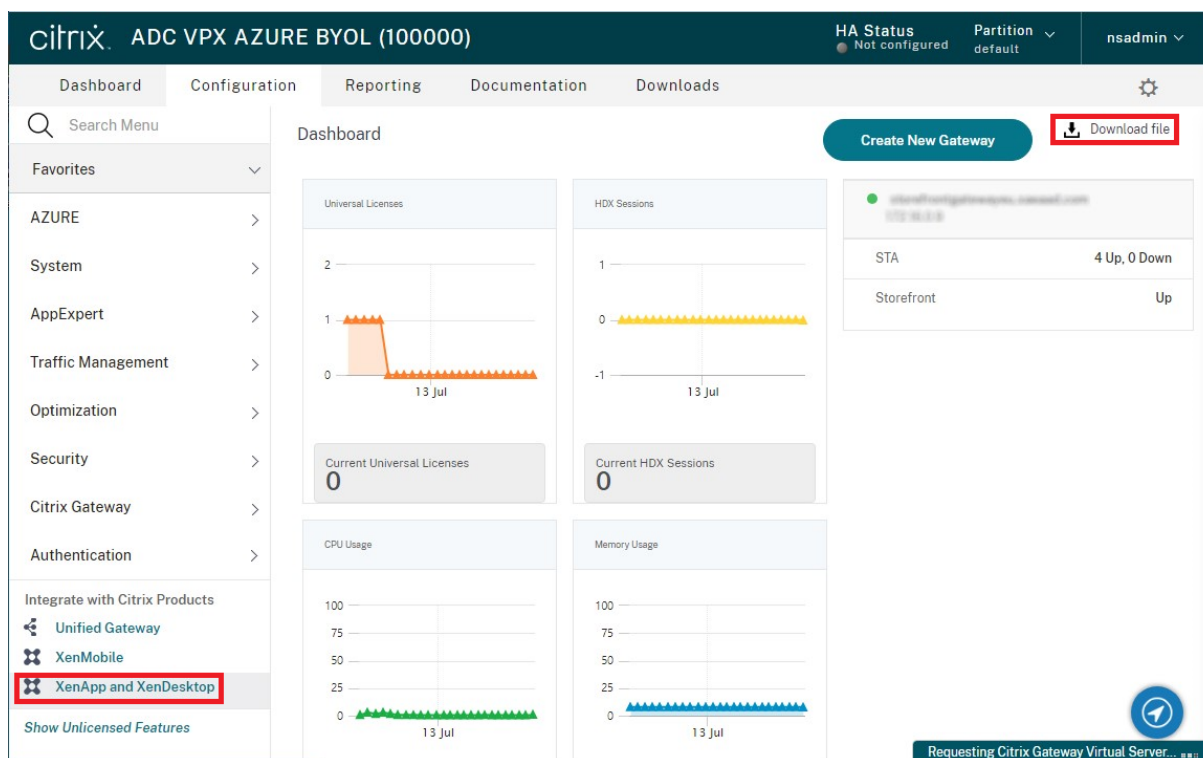 citrix. ADC VPX AZURE BYOL (100000)
HA Status
Not configured
Partition
default
nsadmin
Dashboard Configuration Reporting Documentation Downloads
Search Menu
Favorites
AZURE
System
AppExpert
Traffic Management
Optimization
Security
Citrix Gateway
Authentication
Integrate with Citrix Products
Unified Gateway
XenMobile
XenApp and XenDesktop
Show Unlicensed Features
Dashboard
Create New Gateway
Download file
Universal Licenses
2
1
0
13 Jul
Current Universal Licenses
0
HDX Sessions
1
0
-1
13 Jul
Current HDX Sessions
0
STA 4 Up, 0 Down
Storefront Up
CPU Usage
100
75
50
25
0
13 Jul
Memory Usage
100
75
50
25
0
13 Jul
Requesting Citrix Gateway Virtual Server...